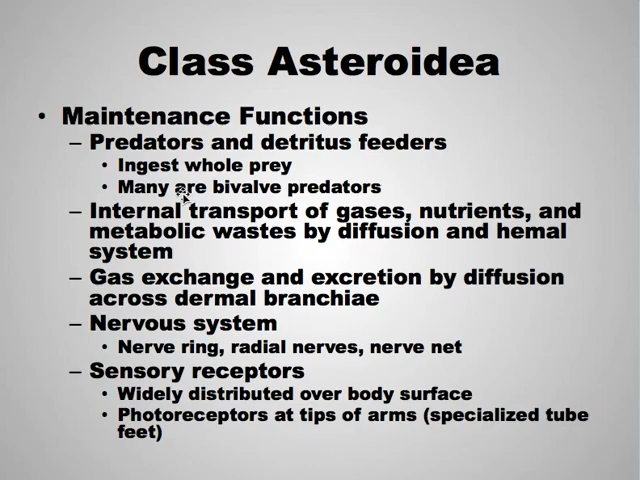 Class Asteroidea
• Maintenance Functions
– Predators and detritus feeders
• Ingest whole prey
• Many are bivalve predators
– Internal transport of gases, nutrients, and
metabolic wastes by diffusion and hemal
system
– Gas exchange and excretion by diffusion
across dermal branchiae
– Nervous system
• Nerve ring, radial nerves, nerve net
– Sensory receptors
• Widely distributed over body surface
• Photoreceptors at tips of arms (specialized tube
feet)